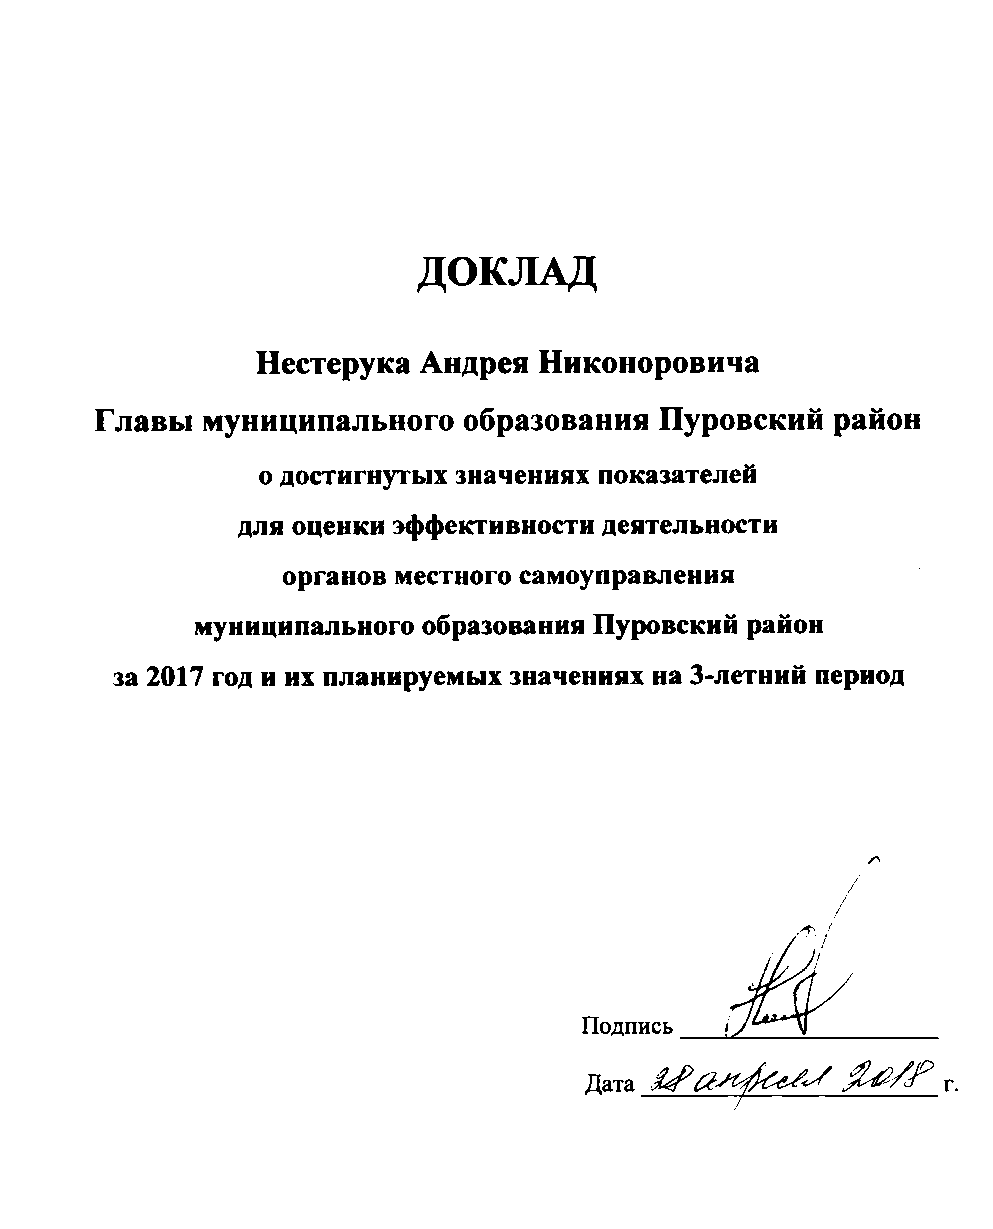 ДОКЛАД
Нестерука Андрея Никоноровича
Главы муниципального образования Пуровский район
о достигнутых значениях показателей
для оценки эффективности деятельности
органов местного самоуправления
муниципального образования Пуровский район
за 2017 год и их планируемых значениях на 3-летний период
Подпись
Дата 28 апреля 2018 г.